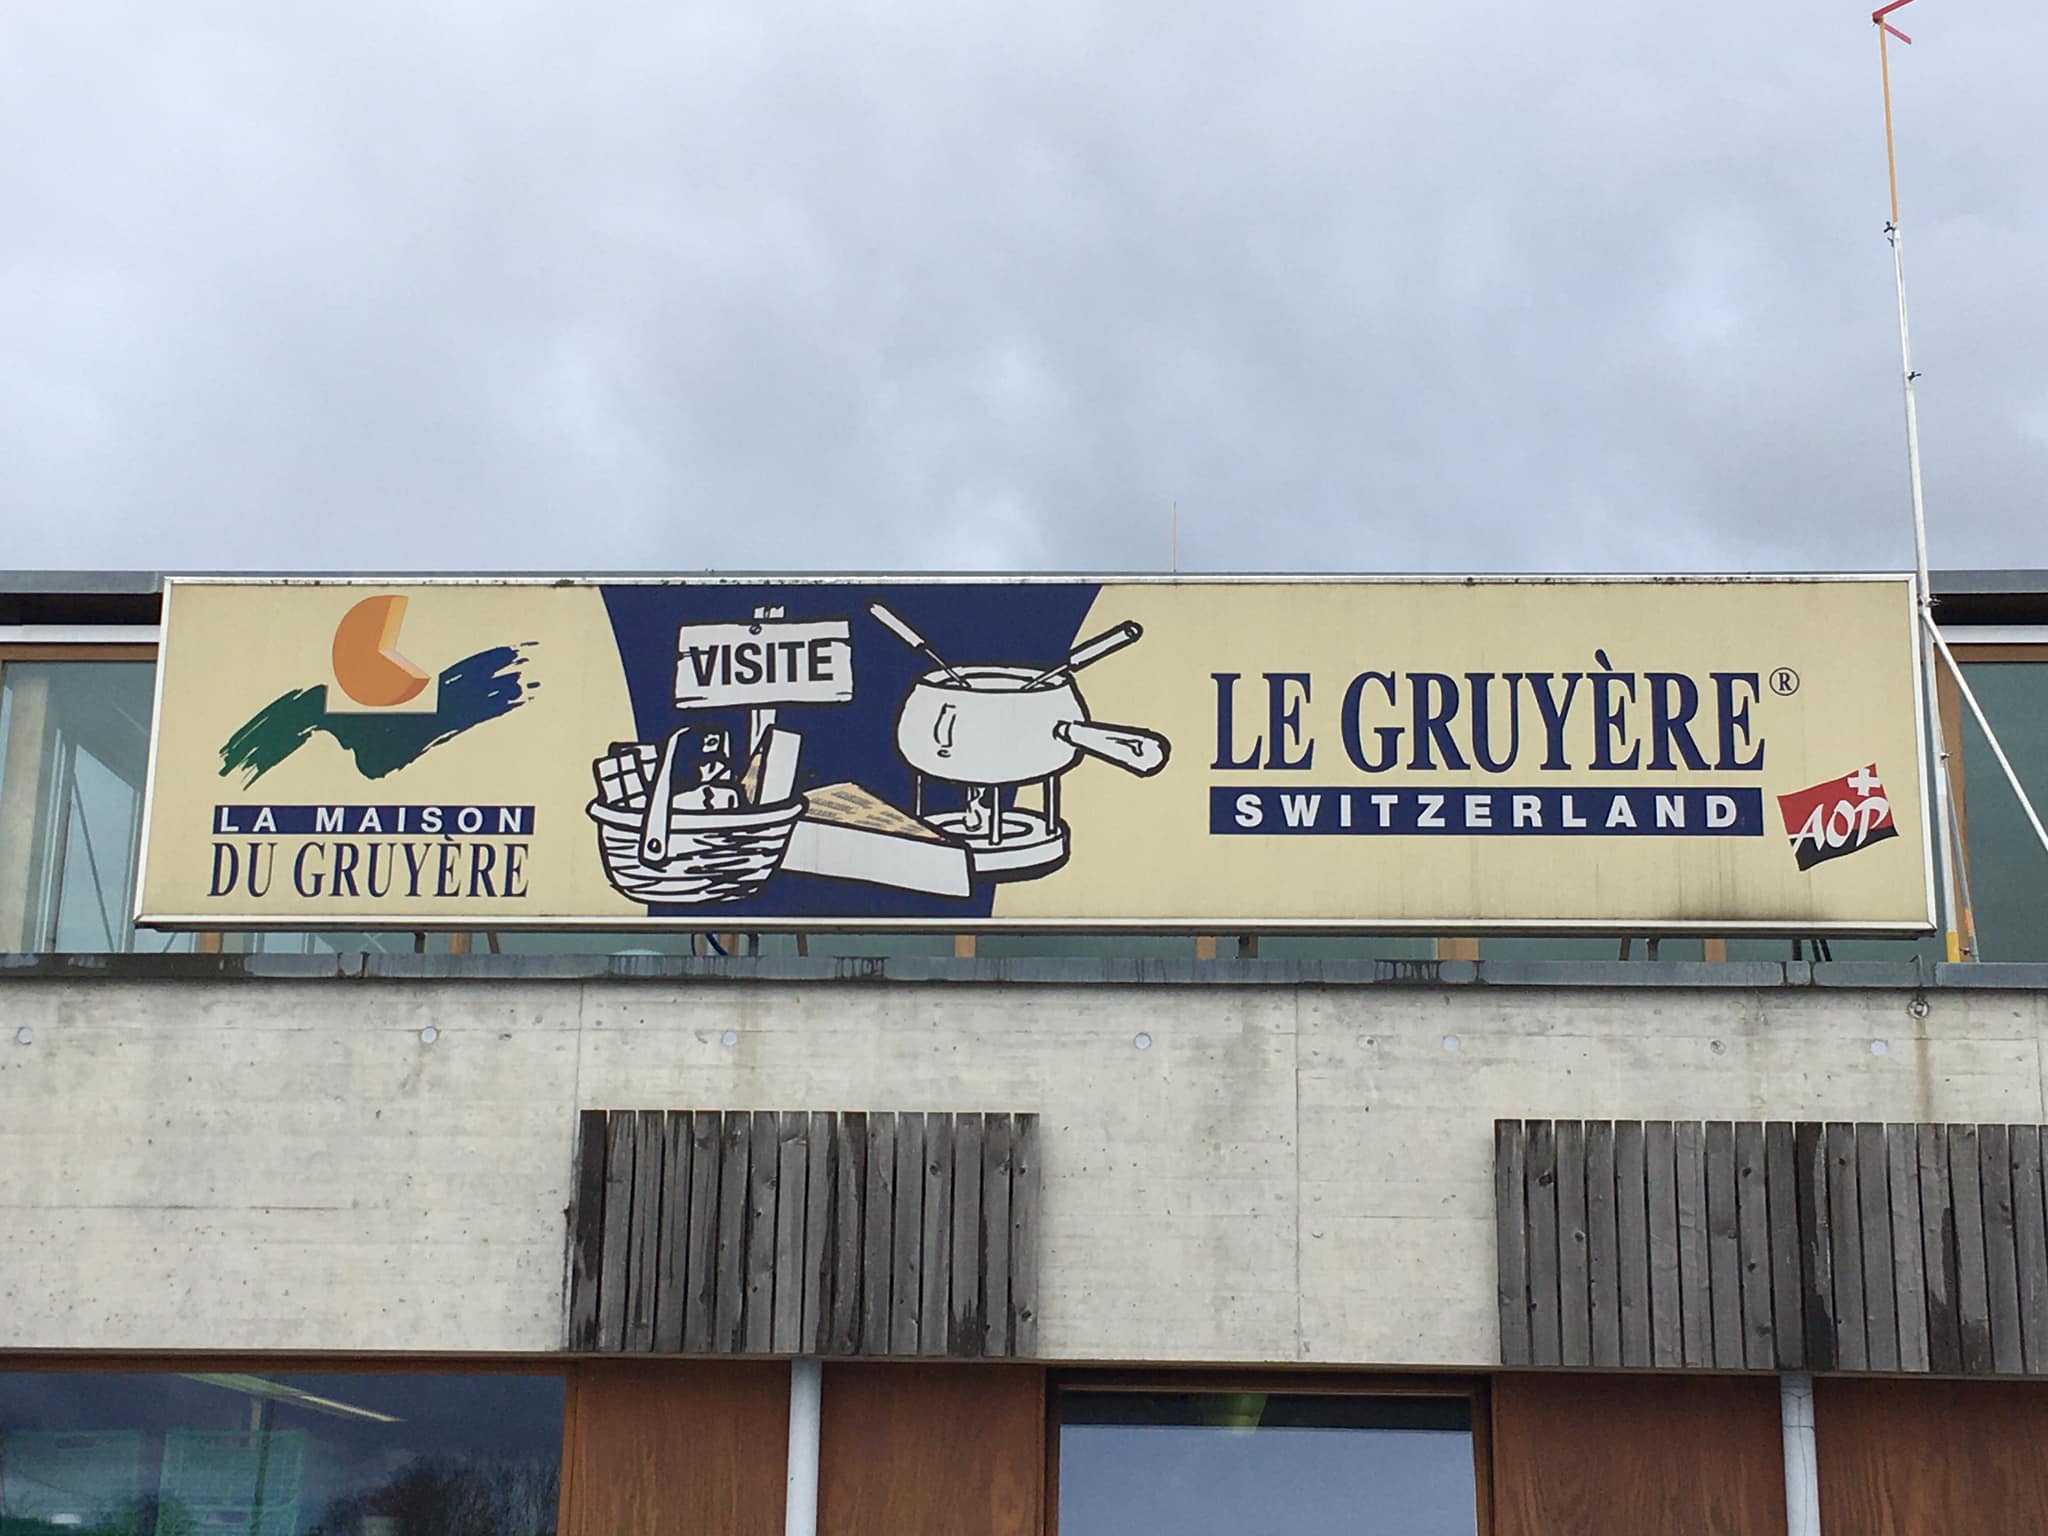 LA MAISON
DU GRUYÈRE
VISITE
LE GRUYÈRE®
SWITZERLAND
AOP